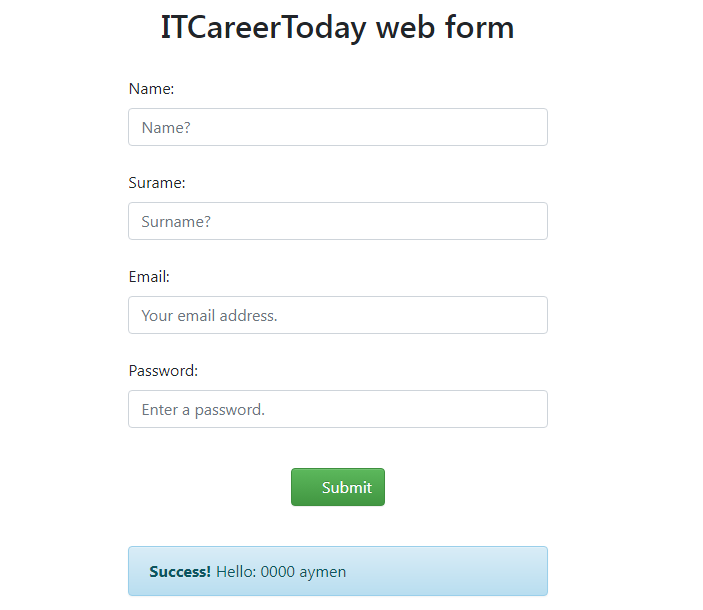 ITCareerToday web form
Name:
Name?
Surame:
Surname?
Email:
Your email address.
Password:
Enter a password.
Submit
Success! Hello: 0000 aymen